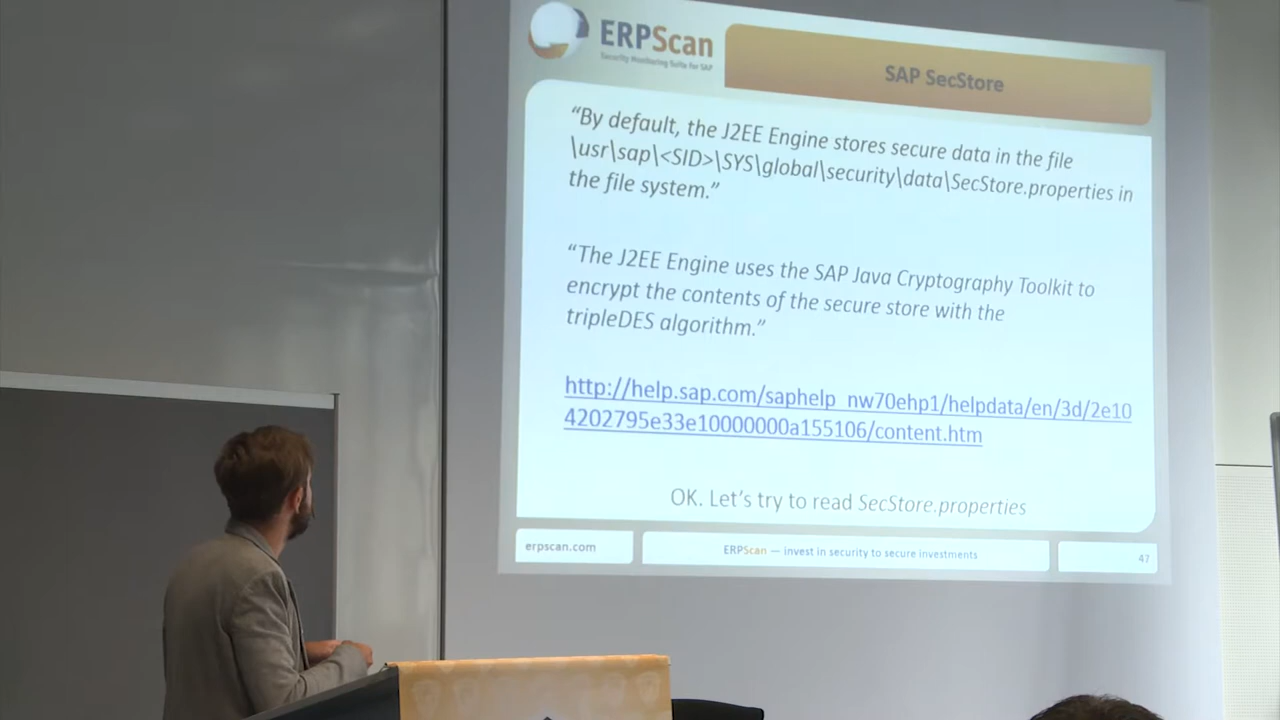 ERPScan
Security Monitoring Suite for SAP
SAP SecStore
“By default, the J2EE Engine stores secure data in the file
\usr\sap\<SID>\SYS\global\security\data\SecStore.properties in
the file system.”
“The J2EE Engine uses the SAP Java Cryptography Toolkit to
encrypt the contents of the secure store with the
tripleDES algorithm.”
http://help.sap.com/saphelp_nw70ehp1/helpdata/en/3d/2e10
4202795e33e10000000a155106/content.htm
OK. Let’s try to read SecStore.properties
erpscan.com
ERPScan — invest in security to secure investments
47